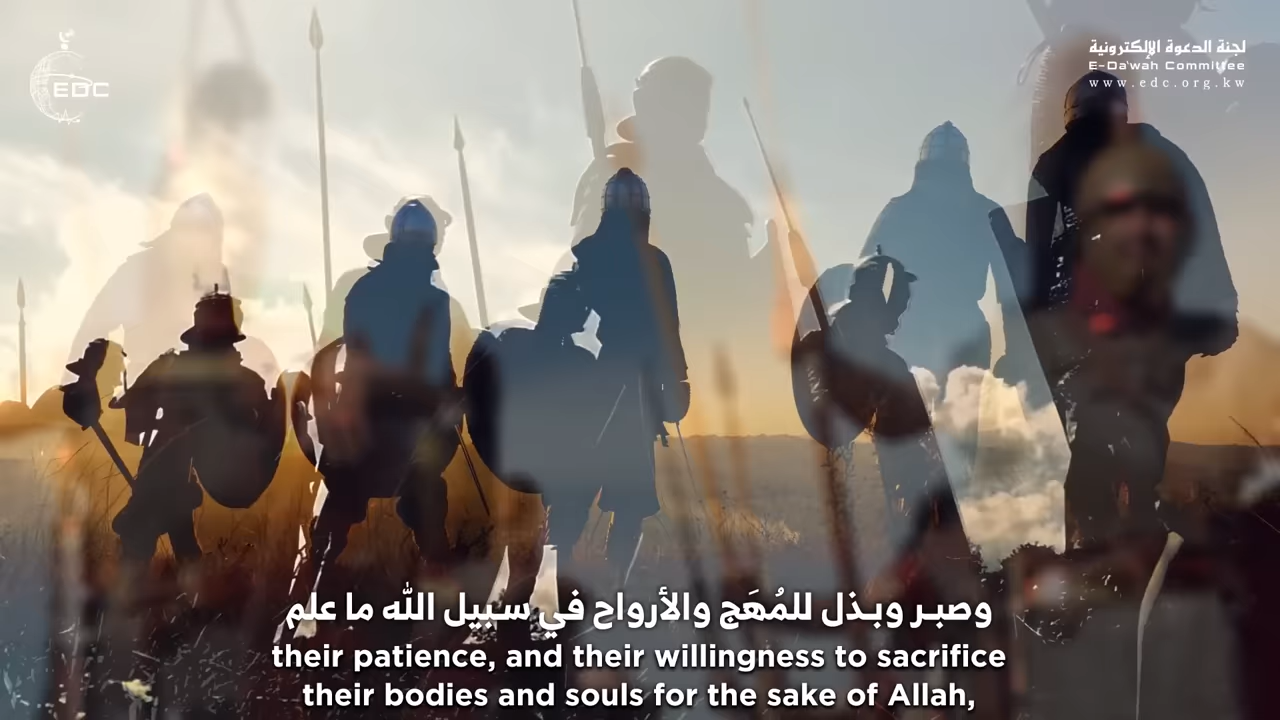 EDC
لجنة الدعوة الإلكترونية
E-Da'wah Committee
www.edc.org.kw
وصبر وبذل للمُهَج والأرواح في سبيل الله ما علم
their patience, and their willingness to sacrifice
their bodies and souls for the sake of Allah,